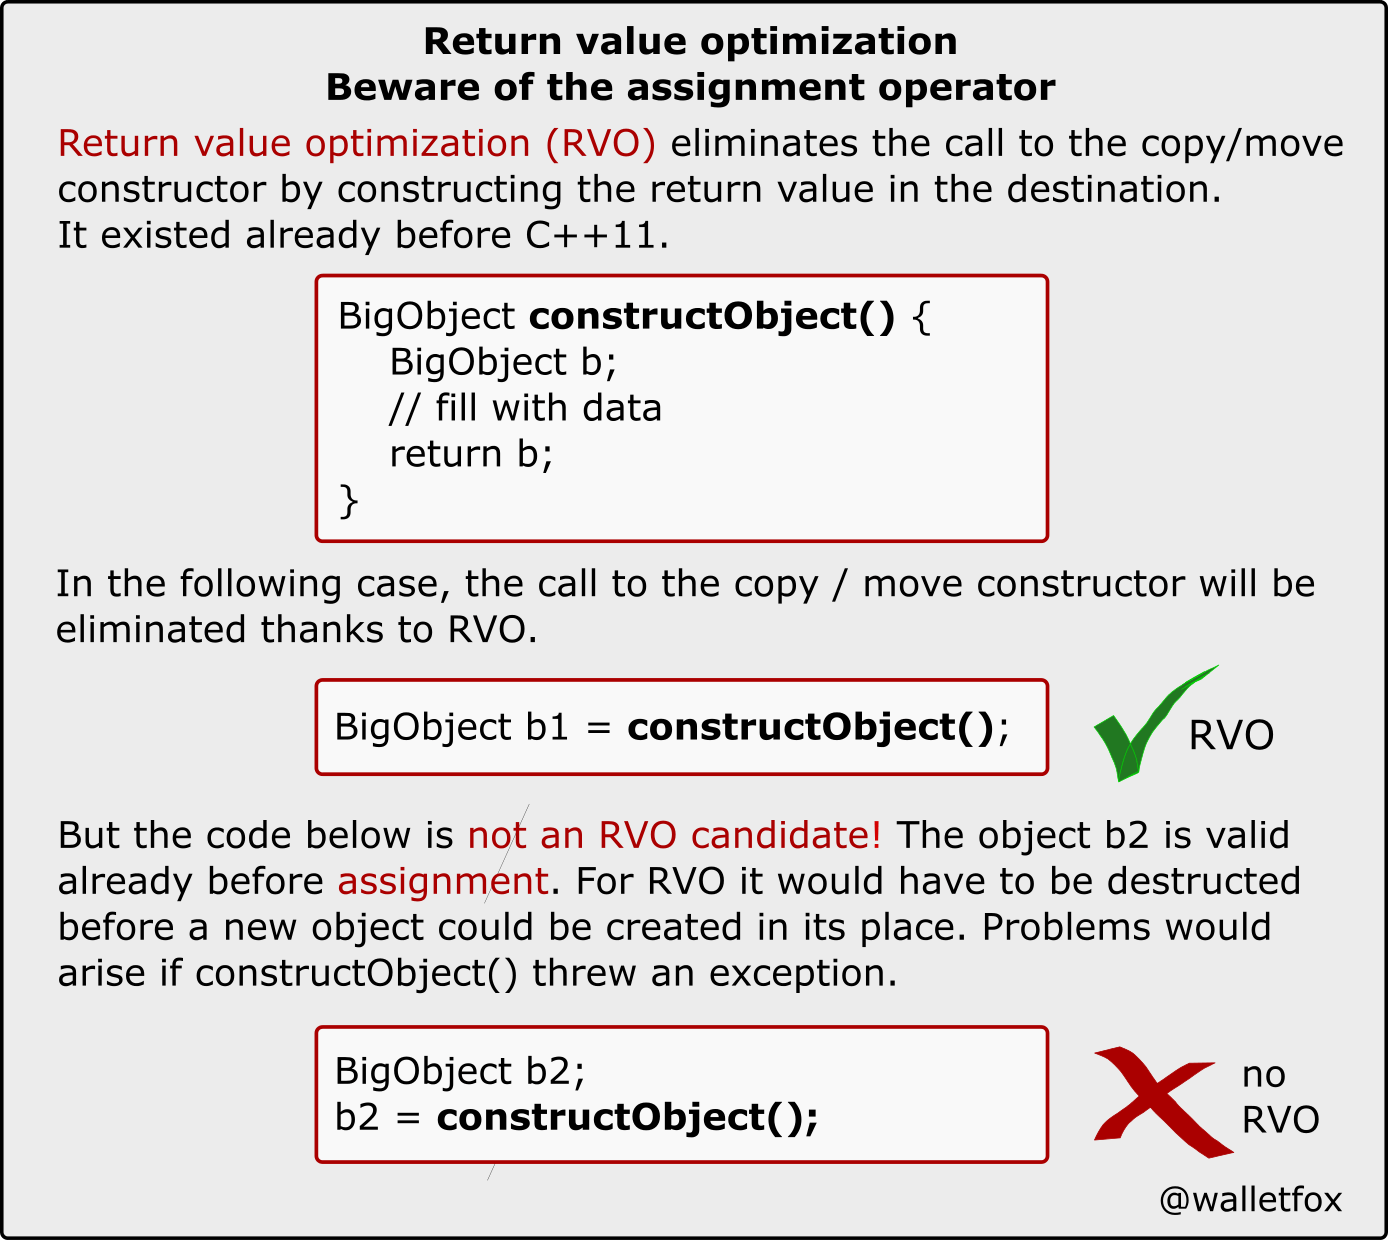 Return value optimization
Beware of the assignment operator
Return value optimization (RVO) eliminates the call to the copy/move
constructor by constructing the return value in the destination.
It existed already before C++11.
BigObject constructObject() {
BigObject b;
// fill with data
return b;
}
In the following case, the call to the copy / move constructor will be
eliminated thanks to RVO.
BigObject b1 = constructObject();
RVO
But the code below is not an RVO candidate! The object b2 is valid
already before assignment. For RVO it would have to be destructed
before a new object could be created in its place. Problems would
arise if constructObject() threw an exception.
BigObject b2;
b2 = constructObject();
no
RVO
@walletfox